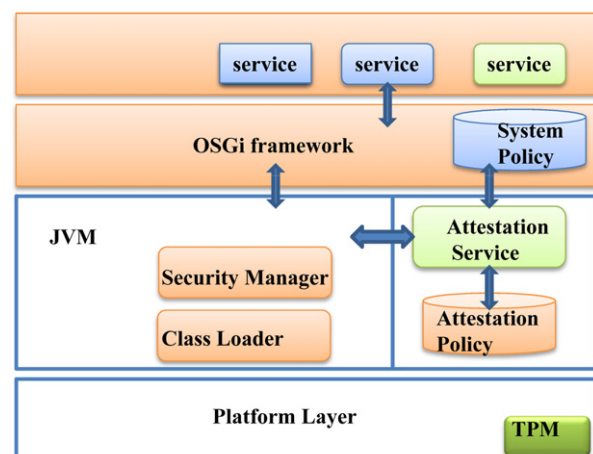 service
service
service
OSGi framework
System
Policy
JVM
Attestation
Service
Security Manager
Class Loader
Attestation
Policy
Platform Layer
TPM